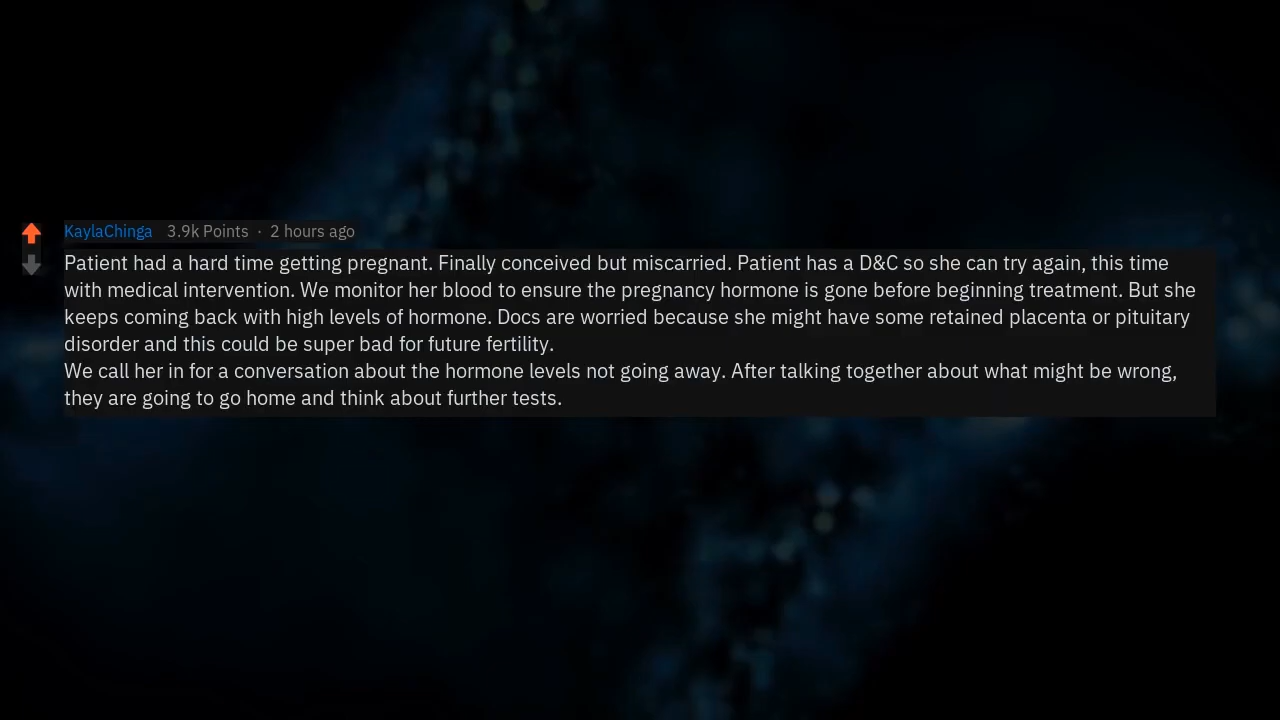 KaylaChinga 3.9k Points · 2 hours ago
Patient had a hard time getting pregnant. Finally conceived but miscarried. Patient has a D&C so she can try again, this time
with medical intervention. We monitor her blood to ensure the pregnancy hormone is gone before beginning treatment. But she
keeps coming back with high levels of hormone. Docs are worried because she might have some retained placenta or pituitary
disorder and this could be super bad for future fertility.
We call her in for a conversation about the hormone levels not going away. After talking together about what might be wrong,
they are going to go home and think about further tests.